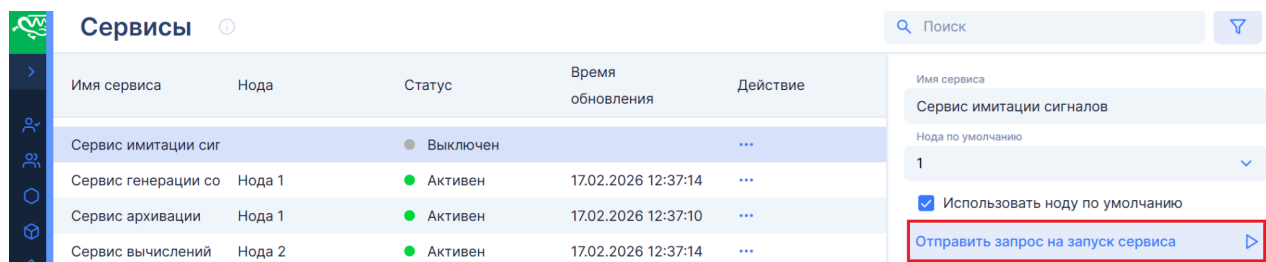 Сервисы
Поиск
Имя сервиса Нода Статус Время обновления Действие
Сервис имитации сиг Выключен ...
Сервис генерации со Нода 1 Активен 17.02.2026 12:37:14 ...
Сервис архивации Нода 1 Активен 17.02.2026 12:37:10 ...
Сервис вычислений Нода 2 Активен 17.02.2026 12:37:14 ...
Имя сервиса
Сервис имитации сигналов
Нода по умолчанию
1
Использовать ноду по умолчанию
Отправить запрос на запуск сервиса